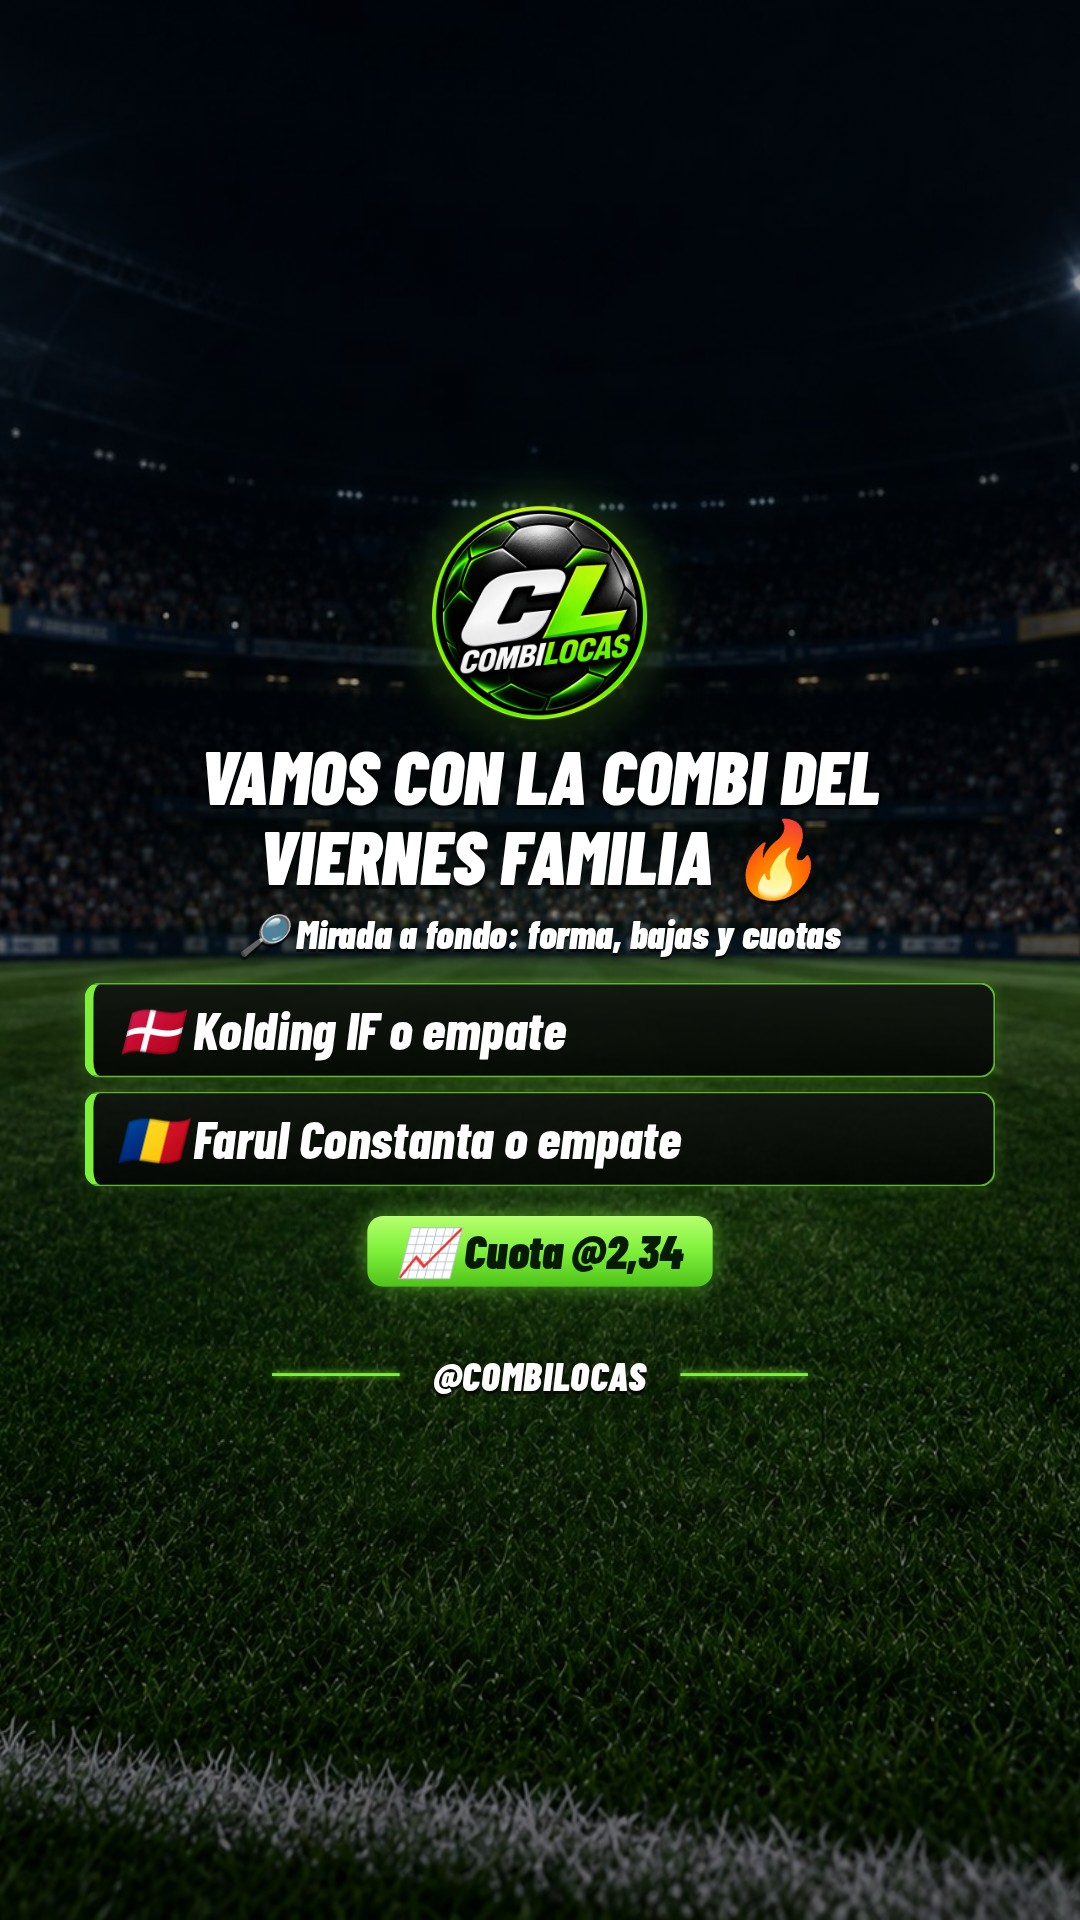 CL
COMBILOCAS
VAMOS CON LA COMBI DEL
VIERNES FAMILIA 🔥
🔎 Mirada a fondo: forma, bajas y cuotas
🇩🇰 Kolding IF o empate
🇷🇴 Farul Constanta o empate
📈 Cuota @2,34
@COMBILOCAS